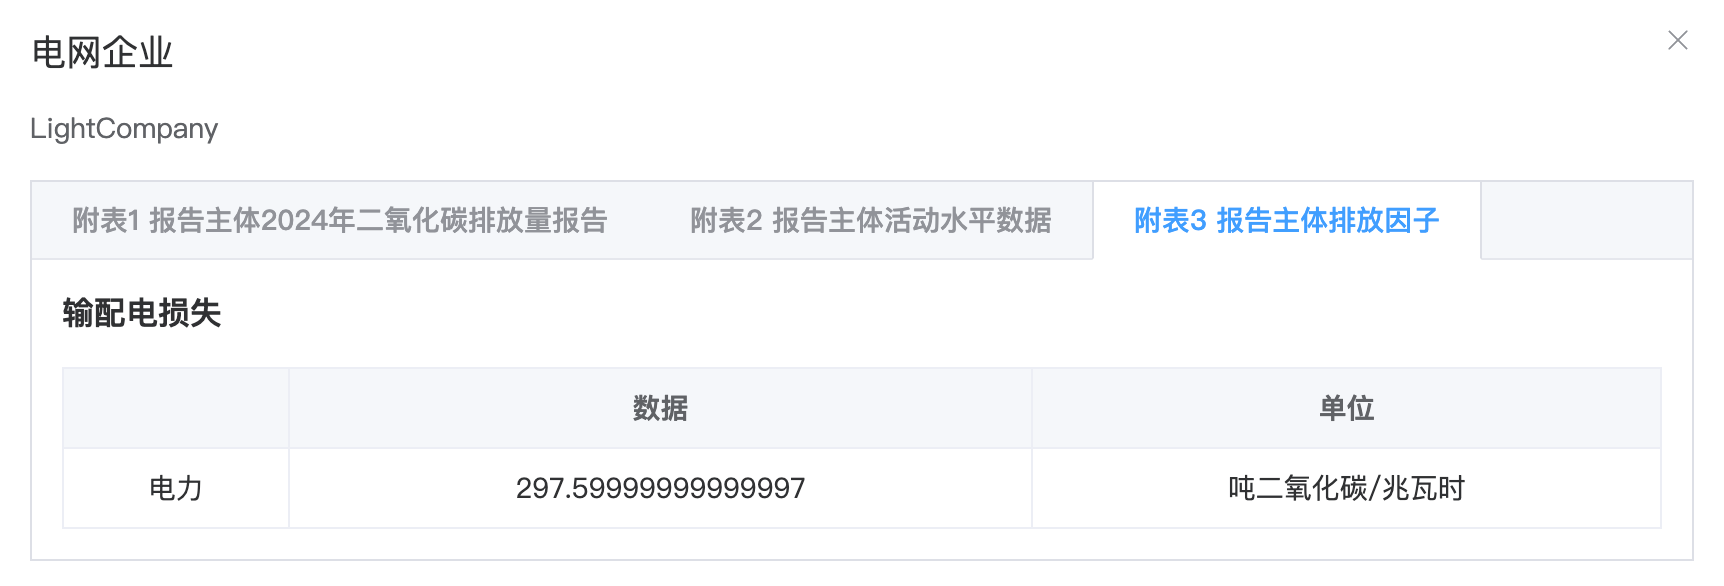 电网企业
LightCompany
附表1 报告主体2024年二氧化碳排放量报告 附表2 报告主体活动水平数据 附表3 报告主体排放因子
输配电损失
数据 单位
电力 297.59999999999997 吨二氧化碳/兆瓦时